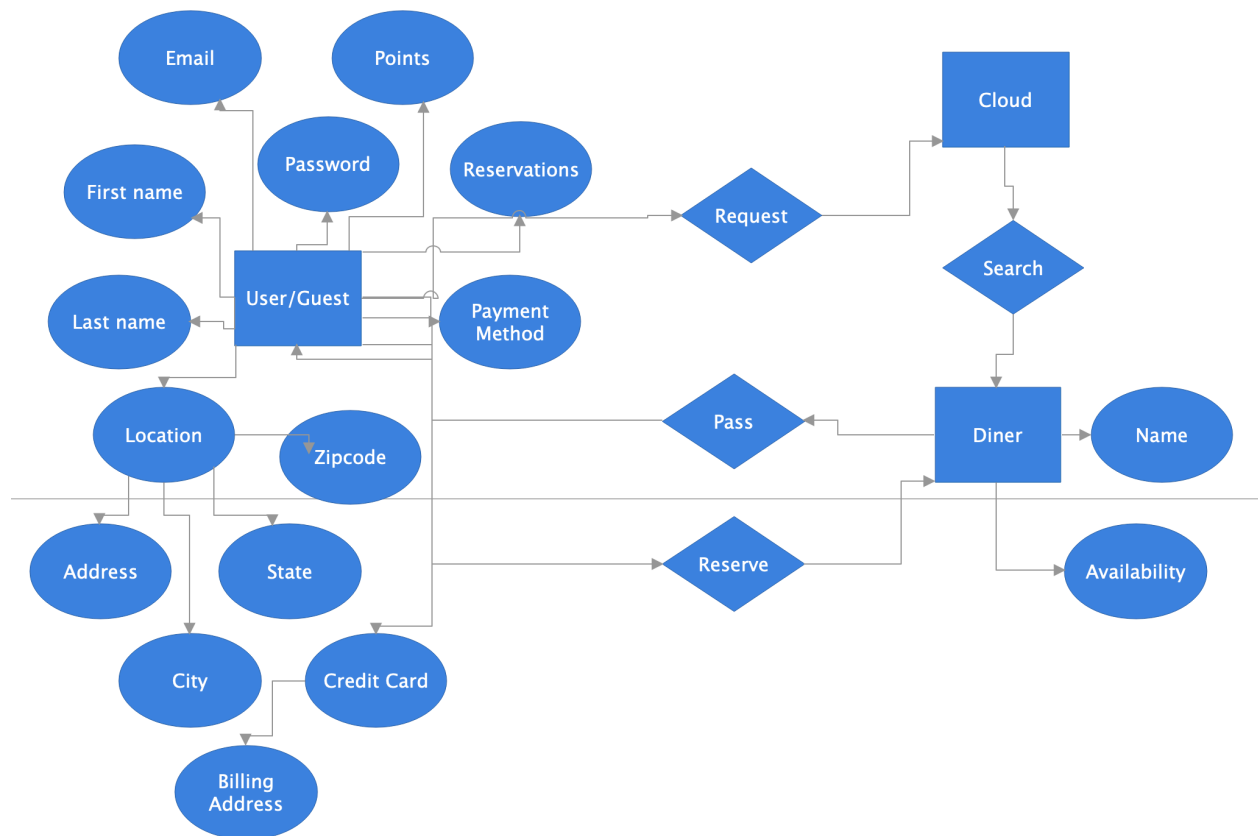 Email
Points
Cloud
Password
Reservations
First name
Request
Search
User/Guest
Last name
Payment
Method
Location
Zipcode
Pass
Diner
Name
Address
State
Reserve
Availability
City
Credit Card
Billing
Address